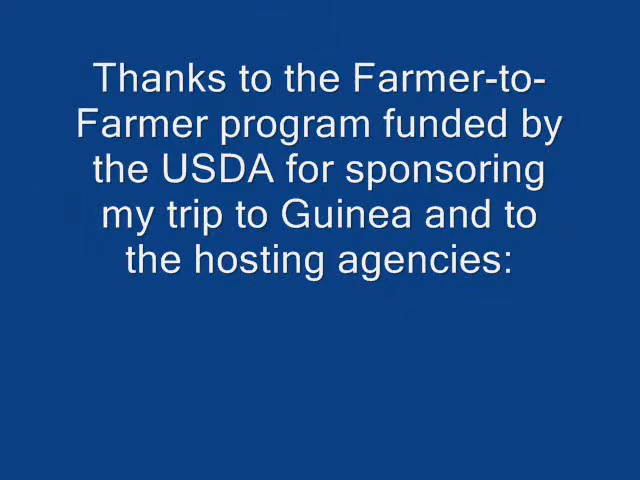 Thanks to the Farmer-to-
Farmer program funded by
the USDA for sponsoring
my trip to Guinea and to
the hosting agencies: